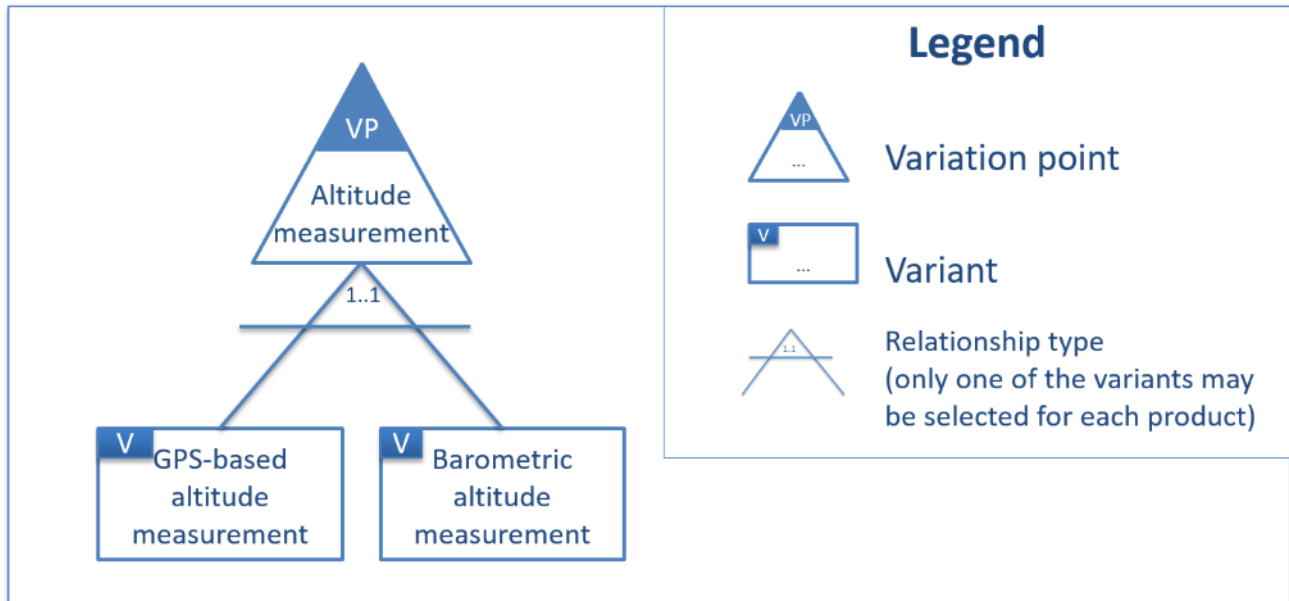 VP
Altitude
measurement
1..1
V
GPS-based
altitude
measurement
V
Barometric
altitude
measurement
Legend
VP
...
Variation point
V
...
Variant
1..1
Relationship type
(only one of the variants may
be selected for each product)